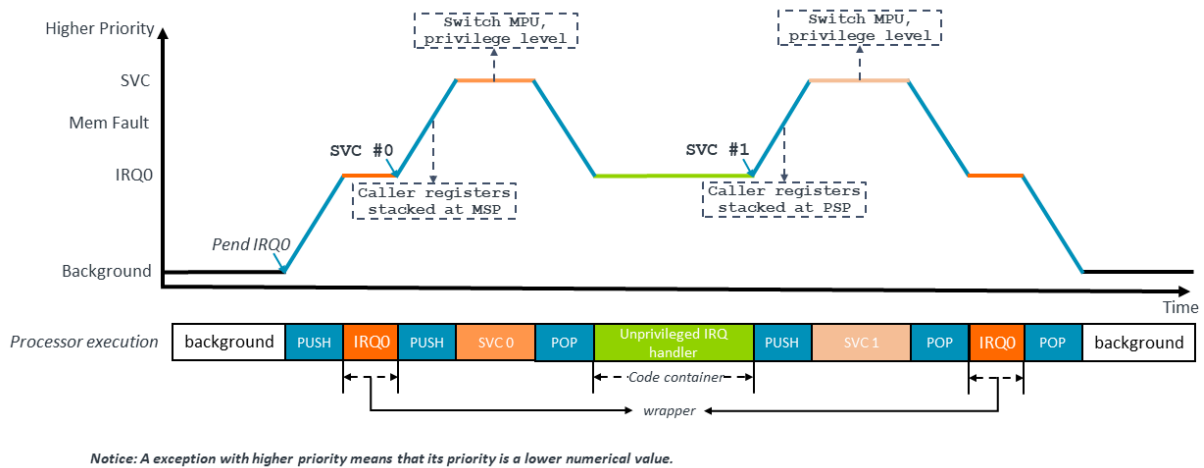 Switch MPU,
privilege level
Switch MPU,
privilege level
Higher Priority
SVC
Mem Fault
SVC #0
SVC #1
IRQ0
Caller registers
stacked at MSP
Caller registers
stacked at PSP
Pend IRQ0
Background
Time
Processor execution
background
PUSH
IRQ0
PUSH
SVC 0
POP
Unprivileged IRQ
handler
PUSH
SVC 1
POP
IRQ0
POP
background
Code container
wrapper
Notice: A exception with higher priority means that its priority is a lower numerical value.